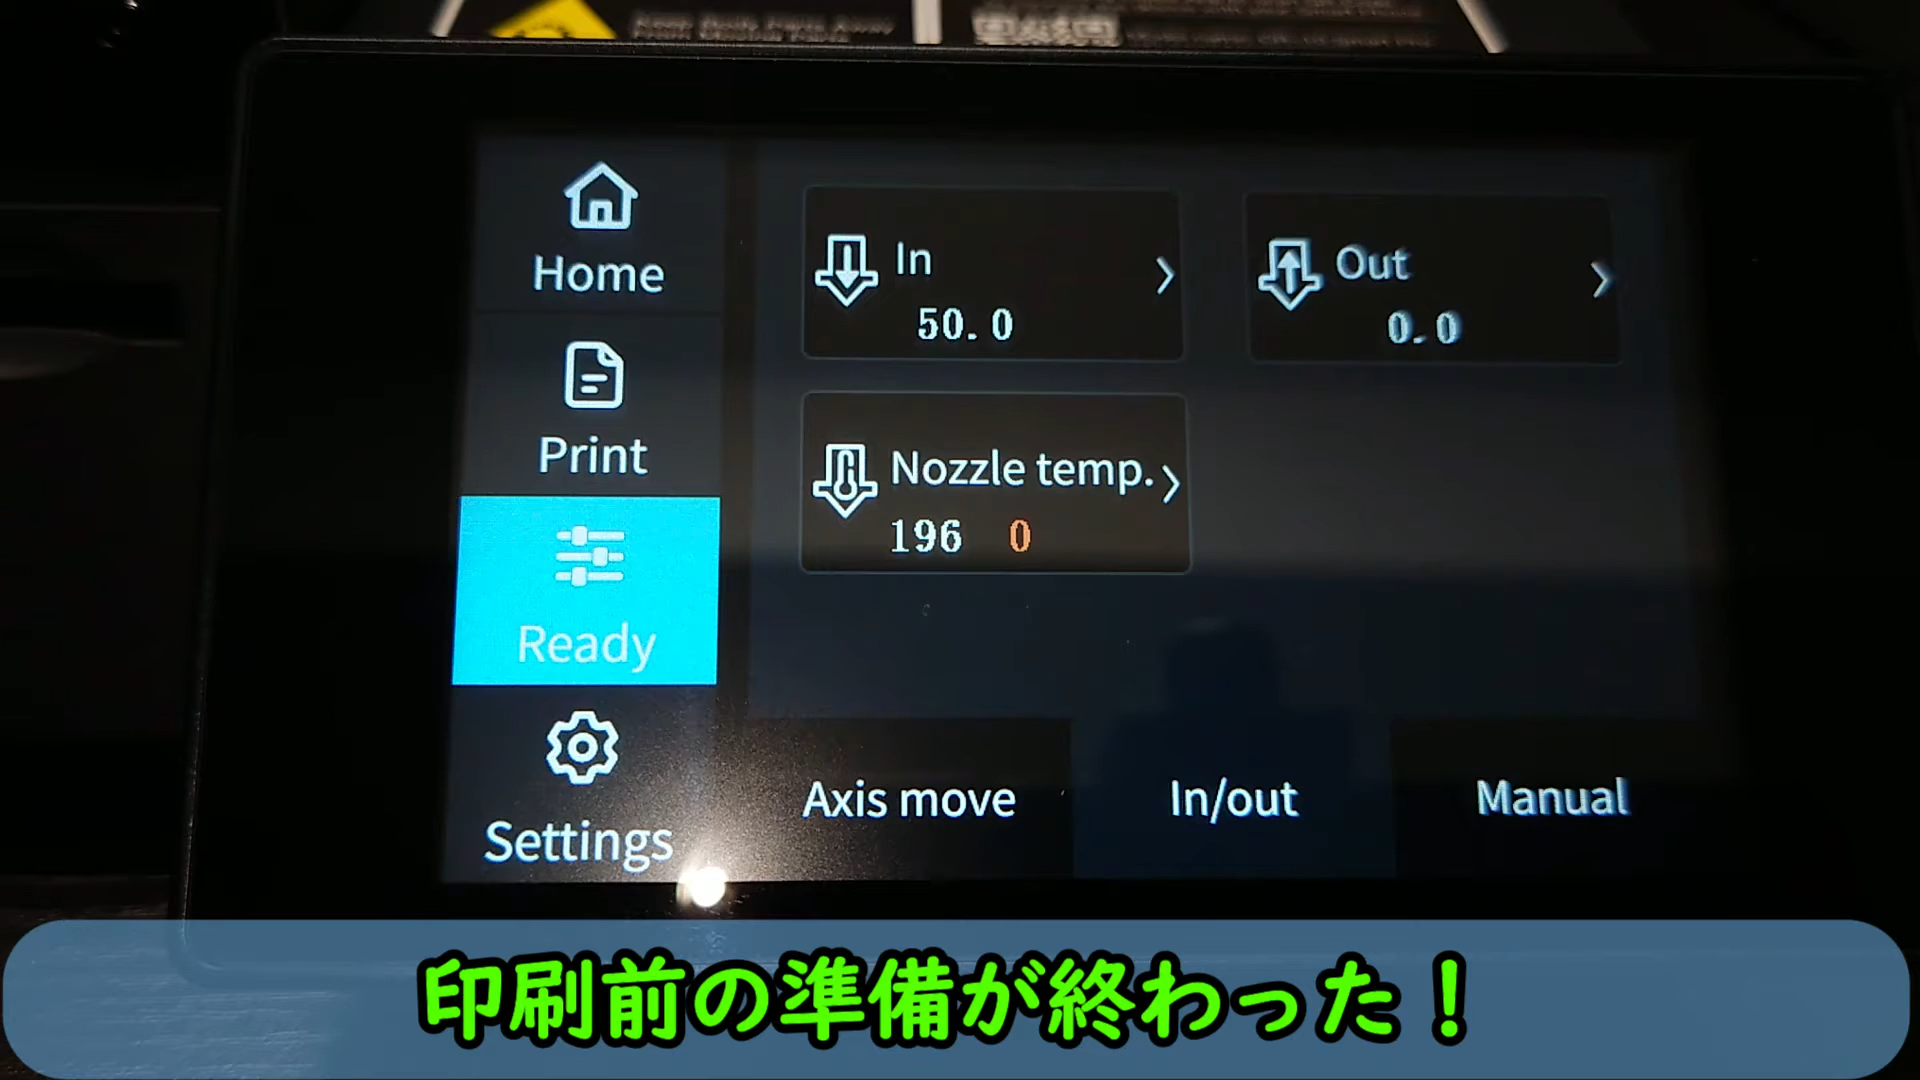 Home
Print
Ready
Settings
In
50.0
Out
0.0
Nozzle temp.
196 0
Axis move
In/out
Manual
印刷前の準備が終わった！